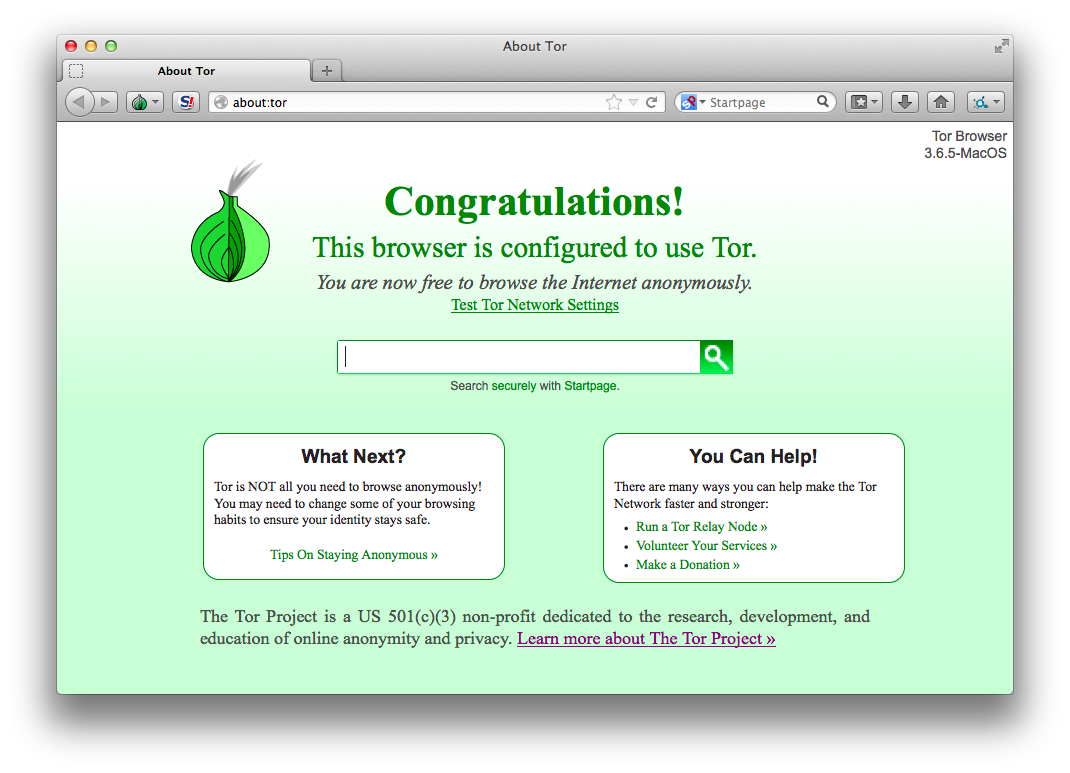 About Tor
About Tor
S!
about:tor
Startpage
Tor Browser
3.6.5-MacOS
Congratulations!
This browser is configured to use Tor.
You are now free to browse the Internet anonymously.
Test Tor Network Settings
Search securely with Startpage.
What Next?
Tor is NOT all you need to browse anonymously!
You may need to change some of your browsing
habits to ensure your identity stays safe.
Tips On Staying Anonymous »
You Can Help!
There are many ways you can help make the Tor
Network faster and stronger:
• Run a Tor Relay Node »
• Volunteer Your Services »
• Make a Donation »
The Tor Project is a US 501(c)(3) non-profit dedicated to the research, development, and
education of online anonymity and privacy. Learn more about The Tor Project »